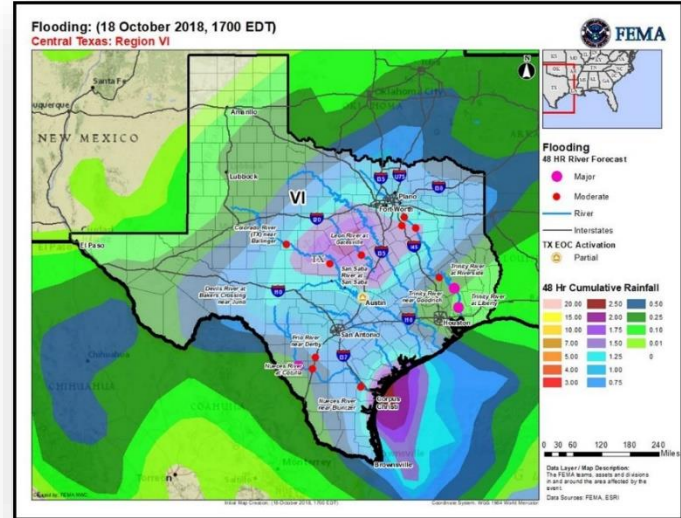 Flooding: (18 October 2018, 1700 EDT)
Central Texas: Region VI
FEMA
N
Santa Fe
Amarillo
NEW MEXICO
Lubbock
VI
Plano
Fort Worth
Colorado River
(TX) near
Ballinger
Leon River at
Gatesville
El Paso
TX
San Saba
River at
San Saba
Devils River at
Bakers Crossing
near Juno
Austin
Trinity River
at Riverside
Trinity River
near Goodrich
Trinity River
at Liberty
Houston
Frio River
near Derby
San Antonio
Nueces River
at Cotulla
Nueces River
near Bluntzer
Corpus
Christi
Chihuahua
CHIHUAHUA
COAHUILA
Monterrey
Torreón
Brownsville
Flooding
48 HR River Forecast
Major
Moderate
River
Interstates
TX EOC Activation
Partial
48 Hr Cumulative Rainfall
20.00 2.50 0.50
15.00 2.00 0.25
10.00 1.75 0.10
7.00 1.50 0.01
5.00 1.25 0
4.00 1.00
3.00 0.75
0 30 60 120 180 240
Miles
Data Layer / Map Description:
The FEMA teams, assets and divisions
in and around the area affected by the
event.
Data Sources: FEMA, ESRI